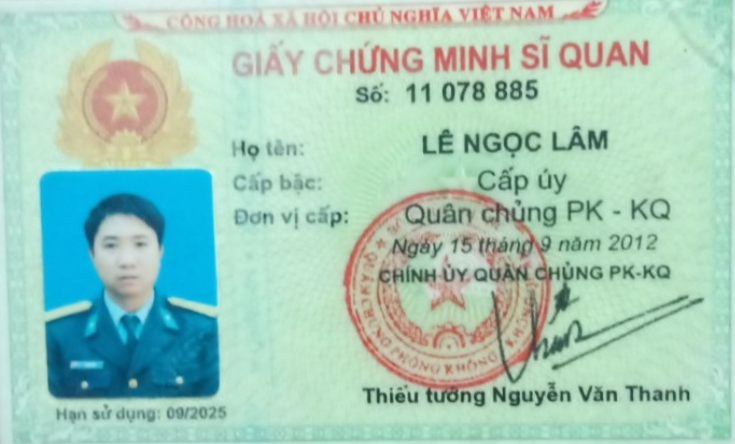 CỘNG HOÀ XÃ HỘI CHỦ NGHĨA VIỆT NAM
GIẤY CHỨNG MINH SĨ QUAN
Số: 11 078 885
Họ tên: LÊ NGỌC LÂM
Cấp bậc: Cấp úy
Đơn vị cấp: Quân chủng PK - KQ
Ngày 15 tháng 9 năm 2012
CHÍNH ỦY QUÂN CHỦNG PK-KQ
QUÂN CHỦNG PHÒNG KHÔNG KHÔNG
Thiếu tướng Nguyễn Văn Thanh
Hạn sử dụng: 09/2025